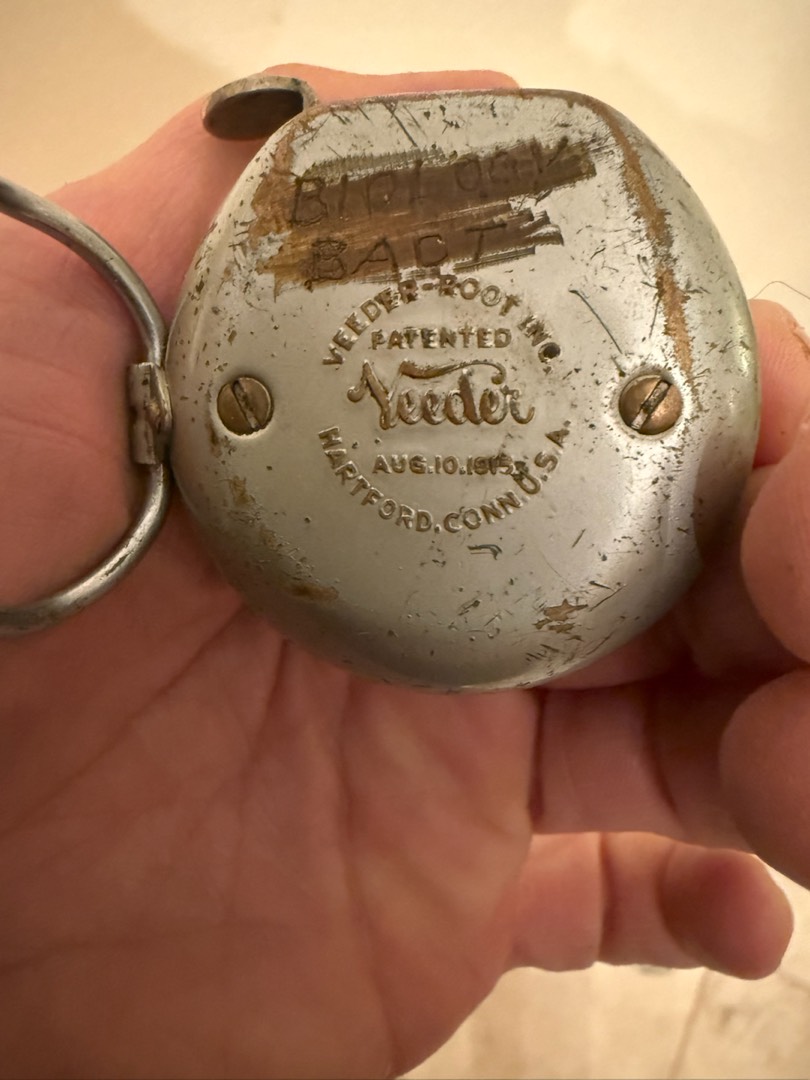 BIOLOGY
BACT
VEEDER-ROOT INC.
PATENTED
Veeder
AUG.10.1915
HARTFORD.CONN.U.S.A.